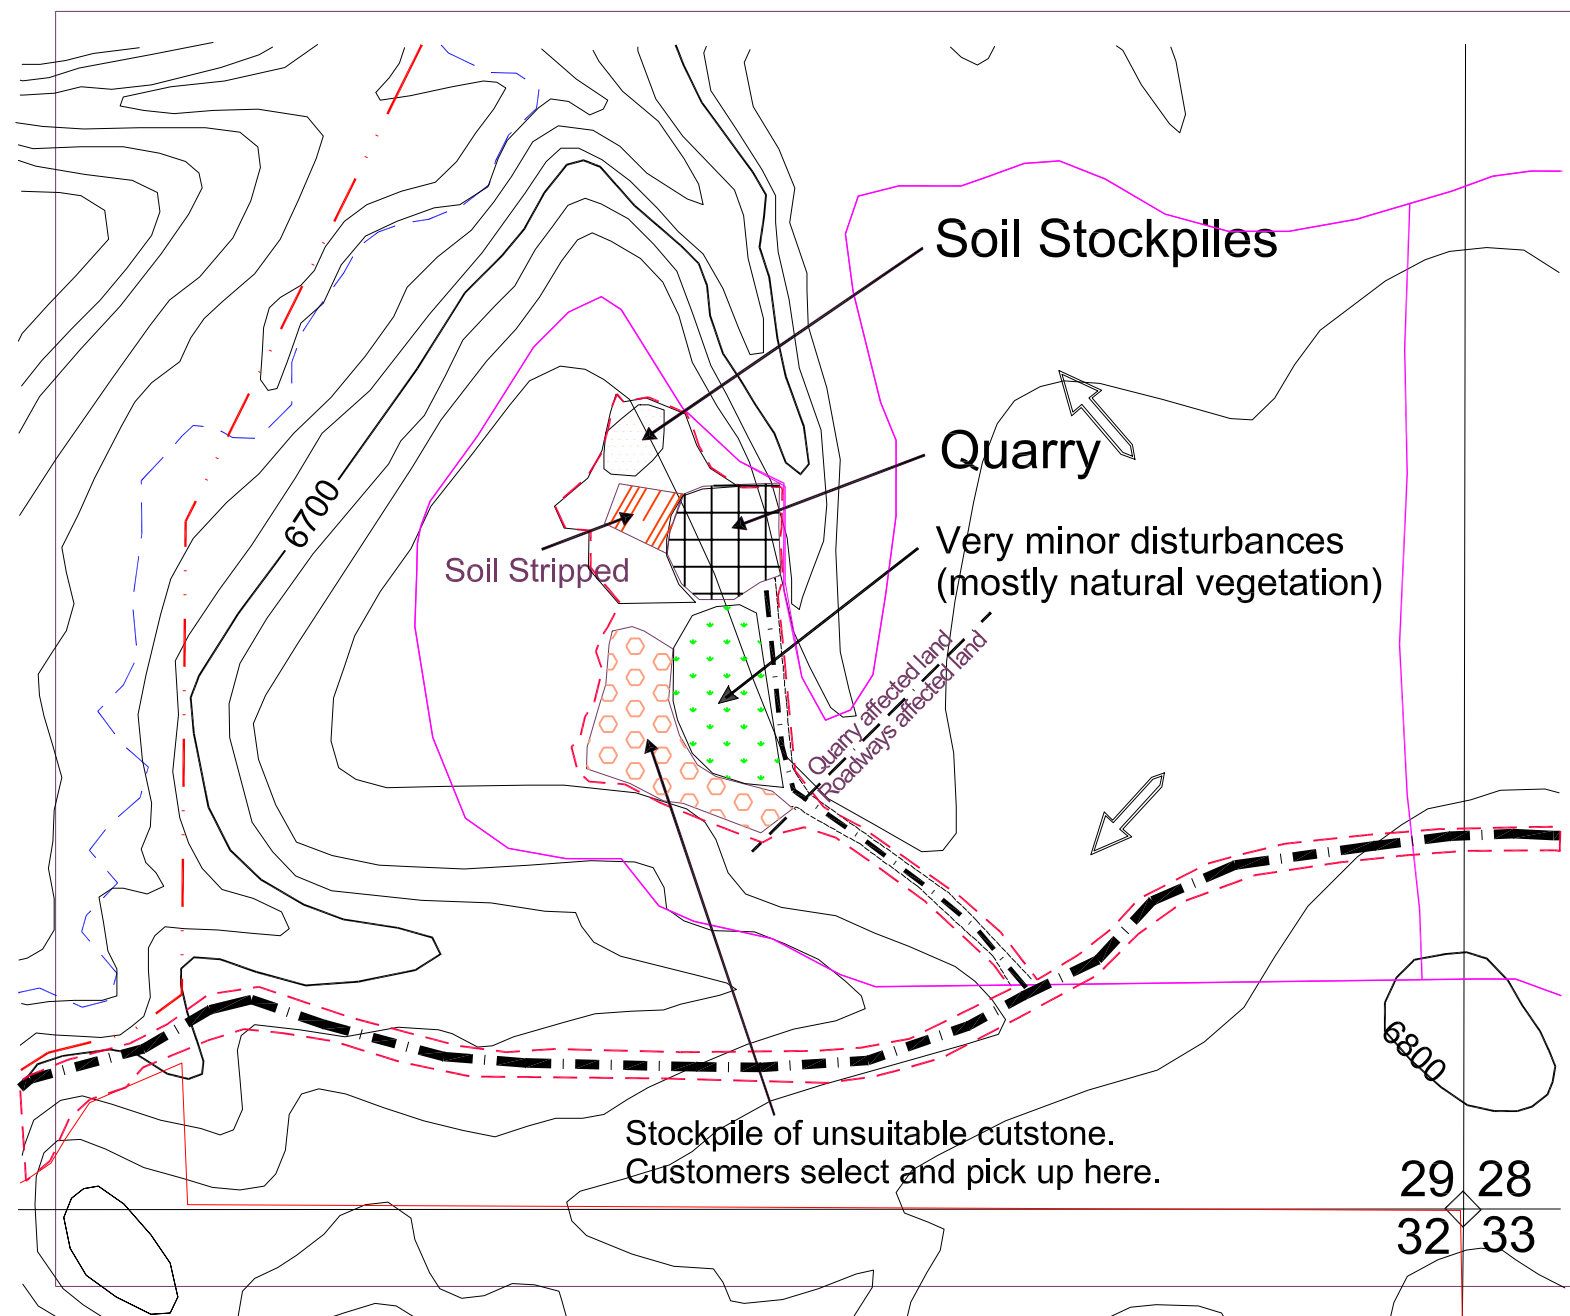 Soil Stockpiles
Quarry
6700
Very minor disturbances
(mostly natural vegetation)
Soil Stripped
Quarry affected land
Roadways affected land
6800
Stockpile of unsuitable cutstone.
Customers select and pick up here.
29 28
32 33